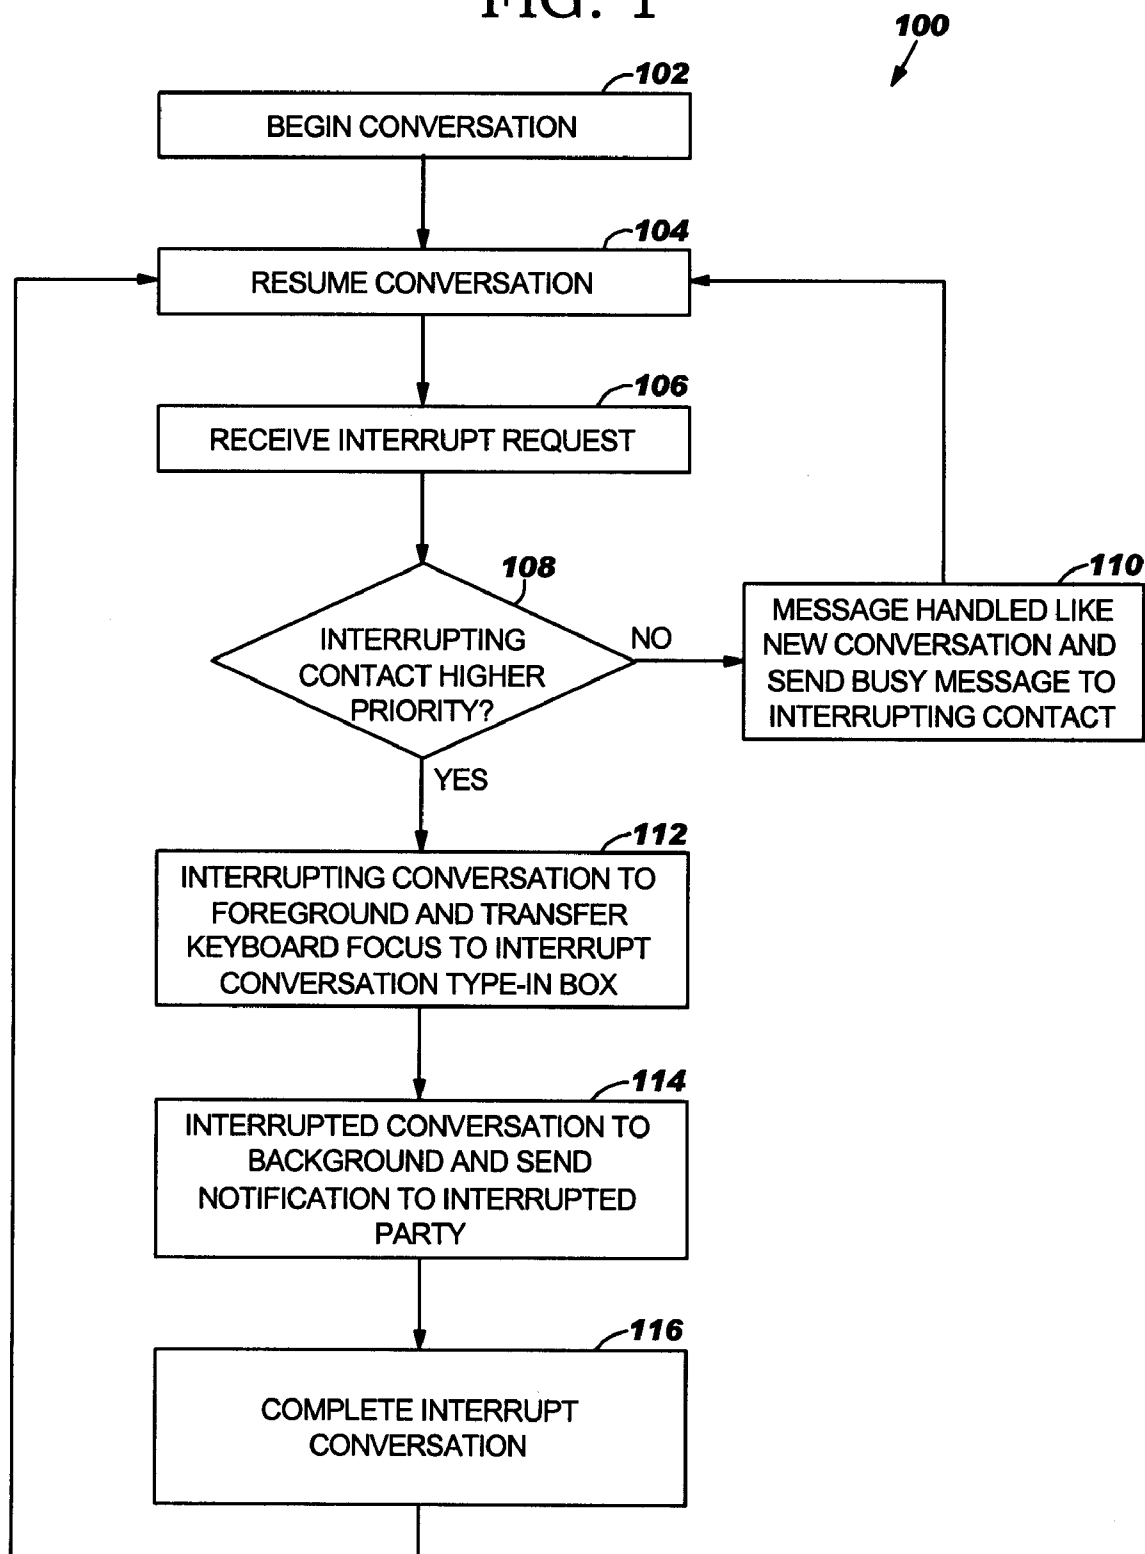 FIG. 1
100
102
BEGIN CONVERSATION
104
RESUME CONVERSATION
106
RECEIVE INTERRUPT REQUEST
108
INTERRUPTING
CONTACT HIGHER
PRIORITY?
NO
110
MESSAGE HANDLED LIKE
NEW CONVERSATION AND
SEND BUSY MESSAGE TO
INTERRUPTING CONTACT
YES
112
INTERRUPTING CONVERSATION TO
FOREGROUND AND TRANSFER
KEYBOARD FOCUS TO INTERRUPT
CONVERSATION TYPE-IN BOX
114
INTERRUPTED CONVERSATION TO
BACKGROUND AND SEND
NOTIFICATION TO INTERRUPTED
PARTY
116
COMPLETE INTERRUPT
CONVERSATION